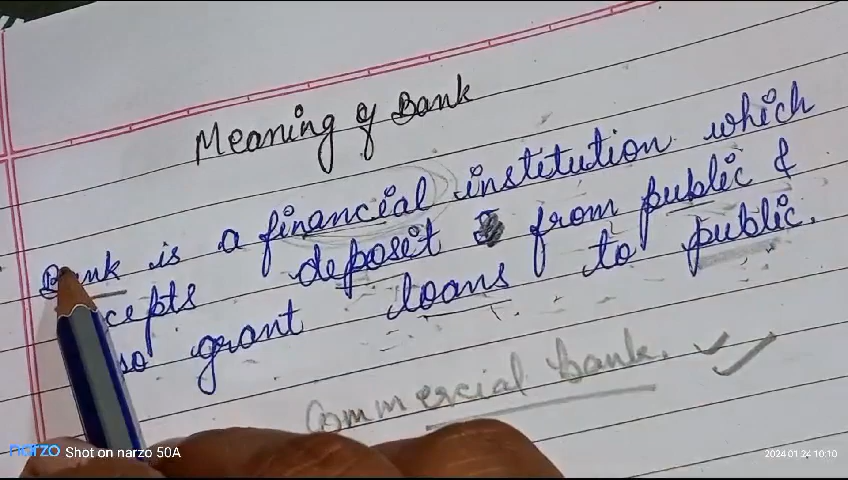 Meaning of Bank
Bank is a financial institution which
cepts deposit from public &
so grant loans to public.
Commercial bank.
narzo Shot on narzo 50A
2024.01.24 10:10